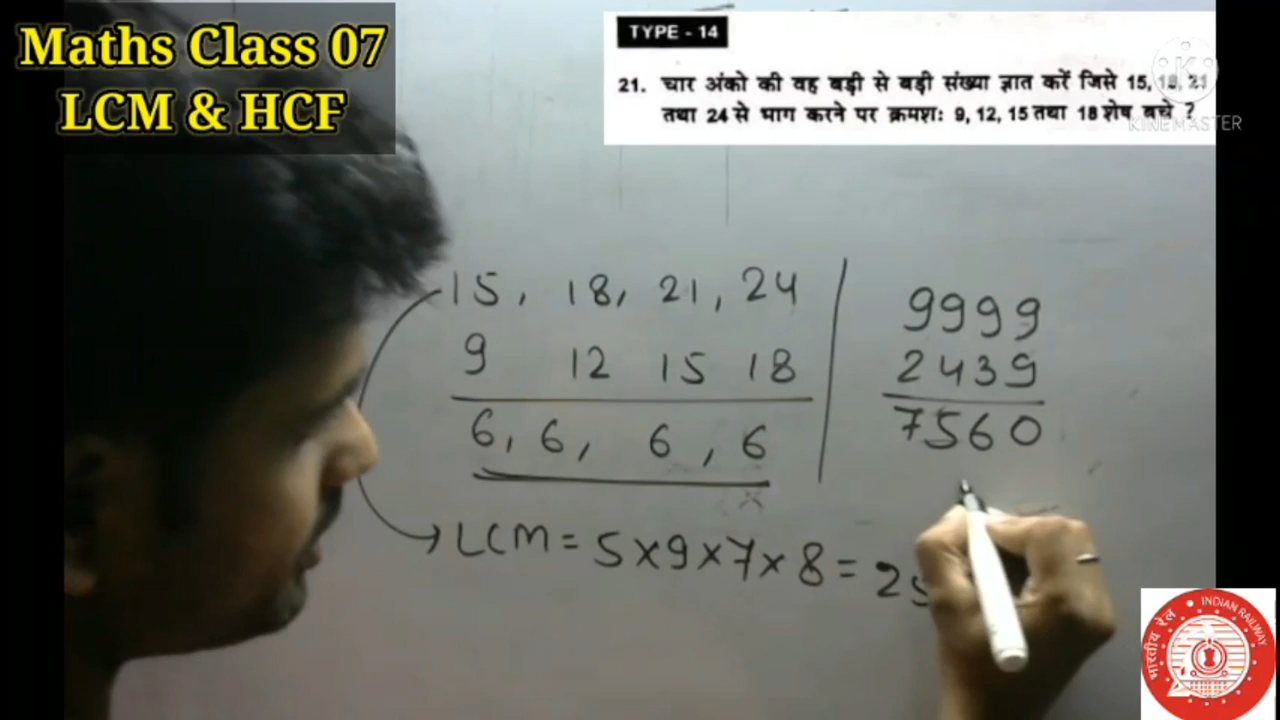 Maths Class 07
LCM & HCF
TYPE - 14
21. चार अंको की वह बड़ी से बड़ी संख्या ज्ञात करें जिसे 15, 18, 21
तथा 24 से भाग करने पर क्रमशः 9, 12, 15 तथा 18 शेष बचे ?
KINEMASTER
15, 18, 21, 24
9 12 15 18
6, 6, 6, 6
LCM = 5×9×7×8 = 25
9999
2439
7560
भारतीय रेल
INDIAN RAILWAY